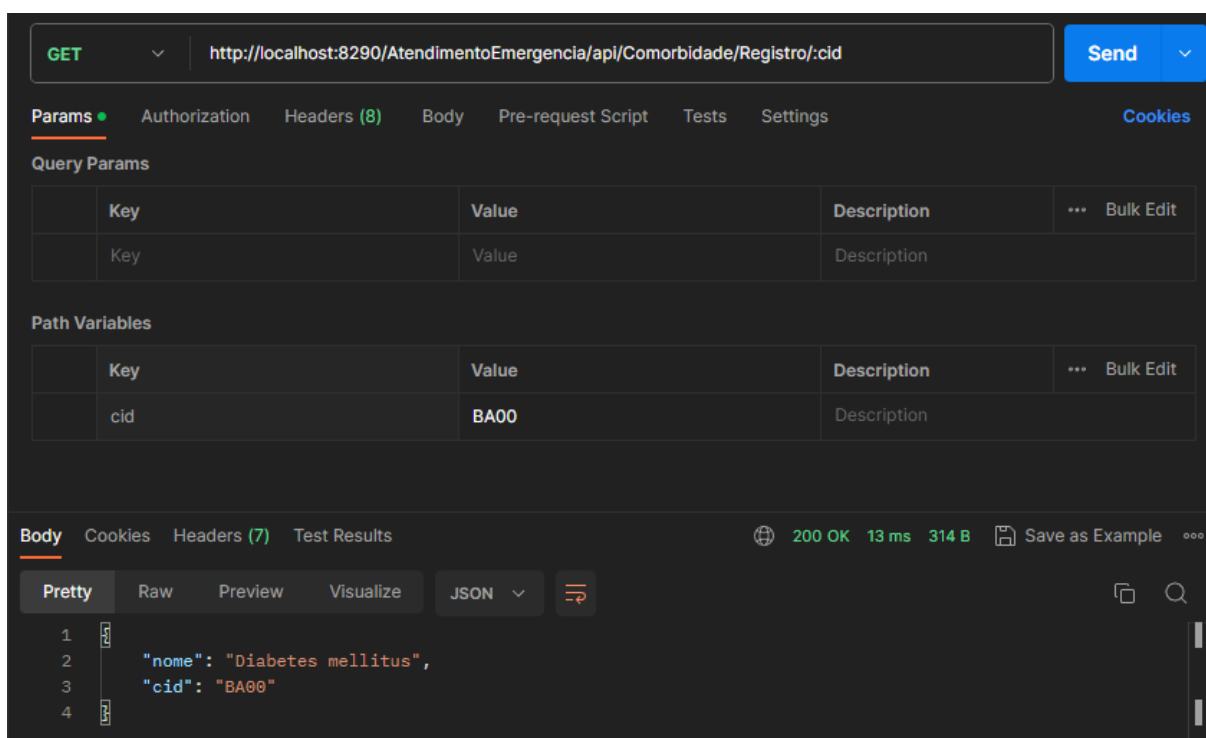 GET http://localhost:8290/AtendimentoEmergencia/api/Comorbidade/Registro/:cid Send
Params Authorization Headers (8) Body Pre-request Script Tests Settings Cookies
Query Params
Key Value Description ••• Bulk Edit
Key Value Description
Path Variables
Key Value Description ••• Bulk Edit
cid BA00 Description
Body Cookies Headers (7) Test Results 200 OK 13 ms 314 B Save as Example
Pretty Raw Preview Visualize JSON
1 {
2 "nome": "Diabetes mellitus",
3 "cid": "BA00"
4 }